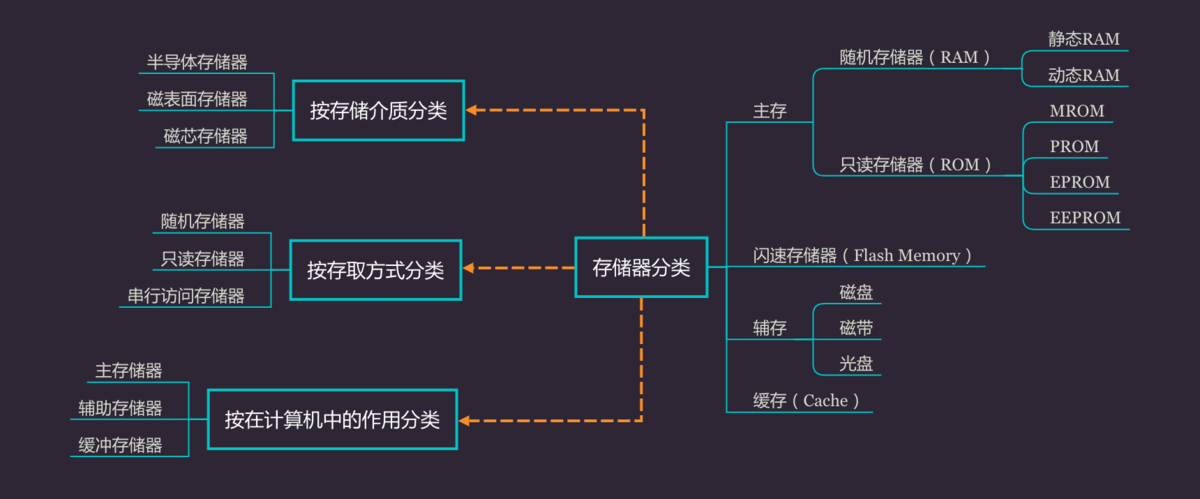 存储器分类
按存储介质分类
半导体存储器
磁表面存储器
磁芯存储器
按存取方式分类
随机存储器
只读存储器
串行访问存储器
按在计算机中的作用分类
主存储器
辅助存储器
缓冲存储器
主存
随机存储器（RAM）
静态RAM
动态RAM
只读存储器（ROM）
MROM
PROM
EPROM
EEPROM
闪速存储器（Flash Memory）
辅存
磁盘
磁带
光盘
缓存（Cache）